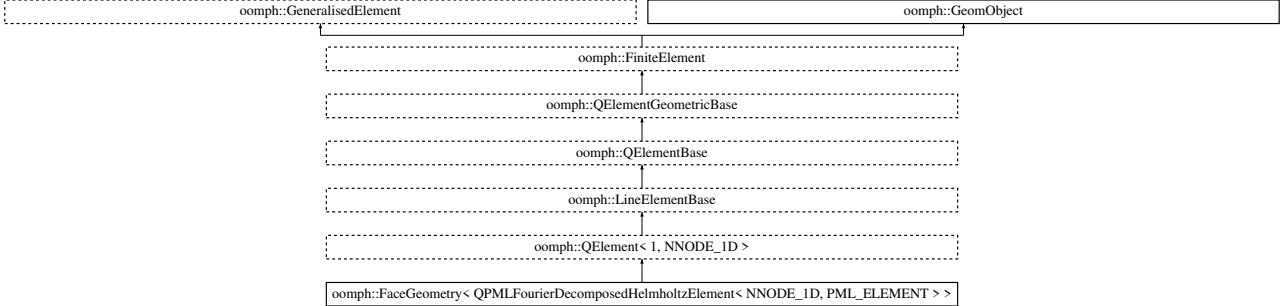 oomph::GeneralisedElement
oomph::GeomObject
oomph::FiniteElement
oomph::QElementGeometricBase
oomph::QElementBase
oomph::LineElementBase
oomph::QElement< 1, NNODE_1D >
oomph::FaceGeometry< QPMLFourierDecomposedHelmholtzElement< NNODE_1D, PML_ELEMENT > >